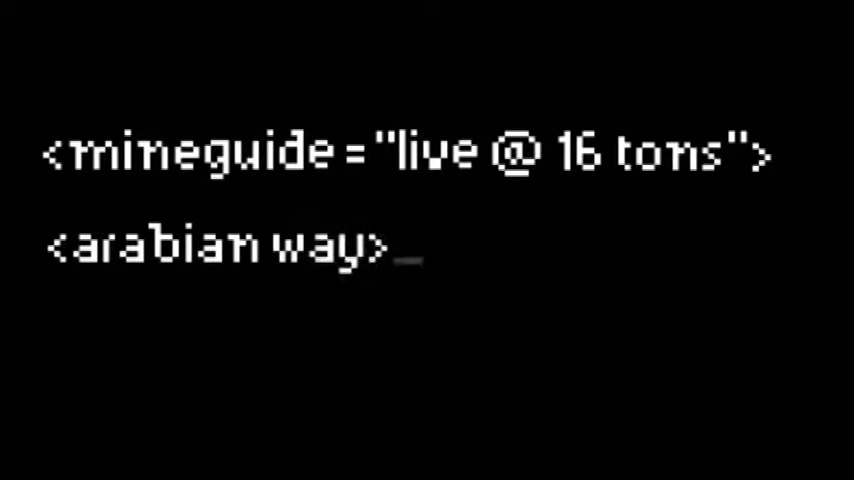 <mineguide="live @ 16 tons">
<arabian way>_